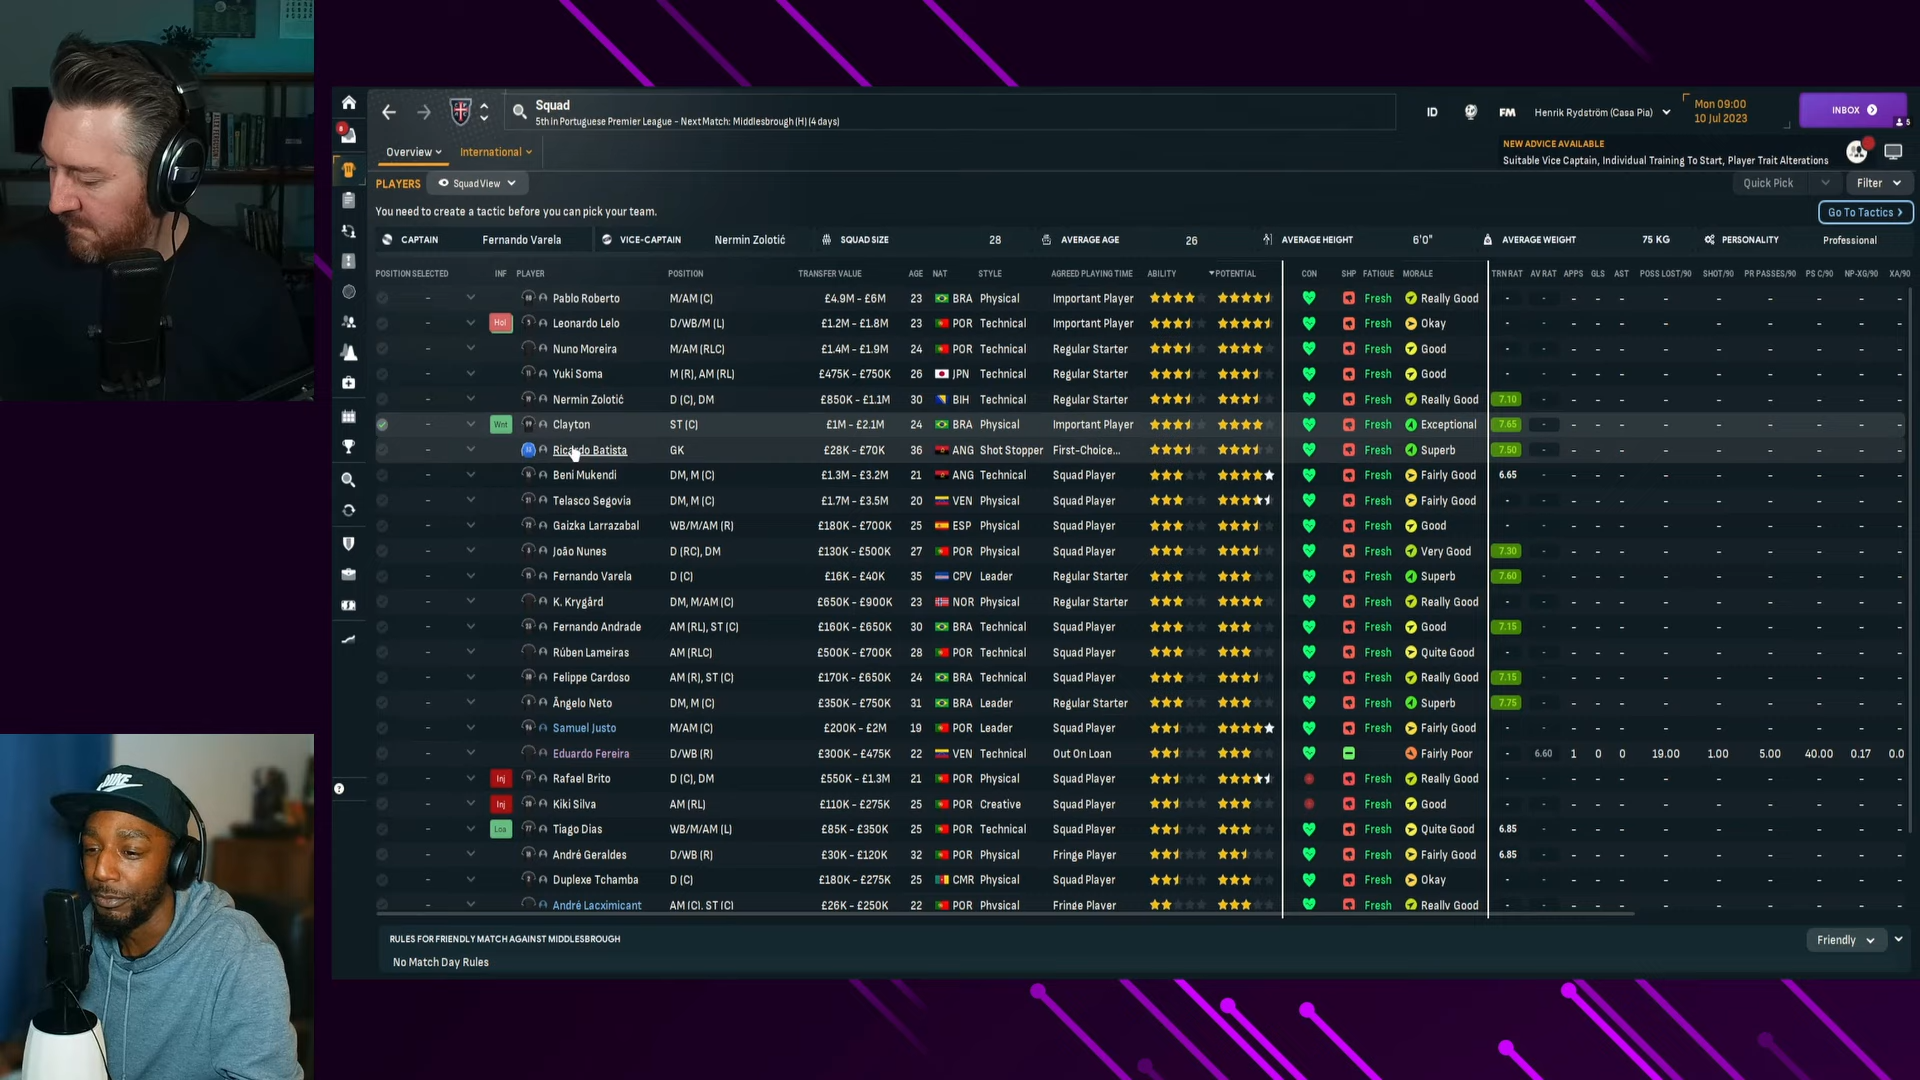 Squad
5th in Portuguese Premier League - Next Match: Middlesbrough (H) (4 days)
ID
FM
Henrik Rydström (Casa Pia)
Mon 09:00
10 Jul 2023
INBOX
5
8
Overview
International
NEW ADVICE AVAILABLE
Suitable Vice Captain, Individual Training To Start, Player Trait Alterations
PLAYERS
Squad View
Quick Pick
Filter
You need to create a tactic before you can pick your team.
Go To Tactics >
CAPTAIN Fernando Varela VICE-CAPTAIN Nermin Zolotić SQUAD SIZE 28 AVERAGE AGE 26 AVERAGE HEIGHT 6'0" AVERAGE WEIGHT 75 KG PERSONALITY Professional
POSITION SELECTED INF PLAYER POSITION TRANSFER VALUE AGE NAT STYLE AGREED PLAYING TIME ABILITY POTENTIAL CON SHP FATIGUE MORALE TRN RAT AV RAT APPS GLS AST POSS LOST/90 SHOT/90 PR PASSES/90 PS C/90 NP-XG/90 XA/90
- Pablo Roberto M/AM (C) £4.9M - £6M 23 BRA Physical Important Player Fresh Really Good - - - - - - - - - - -
- Hol Leonardo Lelo D/WB/M (L) £1.2M - £1.8M 23 POR Technical Important Player Fresh Okay - - - - - - - - - - -
- Nuno Moreira M/AM (RLC) £1.4M - £1.9M 24 POR Technical Regular Starter Fresh Good - - - - - - - - - - -
- Yuki Soma M (R), AM (RL) £475K - £750K 26 JPN Technical Regular Starter Fresh Good - - - - - - - - - - -
- Nermin Zolotić D (C), DM £850K - £1.1M 30 BIH Technical Regular Starter Fresh Really Good 7.10 - - - - - - - - - -
- Wnt Clayton ST (C) £1M - £2.1M 24 BRA Physical Important Player Fresh Exceptional 7.65 - - - - - - - - - -
- Ricardo Batista GK £28K - £70K 36 ANG Shot Stopper First-Choice... Fresh Superb 7.50 - - - - - - - - - -
- Beni Mukendi DM, M (C) £1.3M - £3.2M 21 ANG Technical Squad Player Fresh Fairly Good 6.65 - - - - - - - - - -
- Telasco Segovia DM, M (C) £1.7M - £3.5M 20 VEN Physical Squad Player Fresh Fairly Good - - - - - - - - - - -
- Gaizka Larrazabal WB/M/AM (R) £180K - £700K 25 ESP Physical Squad Player Fresh Good - - - - - - - - - - -
- João Nunes D (RC), DM £130K - £500K 27 POR Technical Squad Player Fresh Very Good 7.30 - - - - - - - - - -
- Fernando Varela D (C) £16K - £40K 35 CPV Leader Regular Starter Fresh Superb 7.60 - - - - - - - - - -
- K. Krygård DM, M/AM (C) £650K - £900K 23 NOR Physical Regular Starter Fresh Really Good - - - - - - - - - - -
- Fernando Andrade AM (RL), ST (C) £160K - £650K 30 BRA Technical Squad Player Fresh Good 7.15 - - - - - - - - - -
- Rúben Lameiras AM (RLC) £500K - £700K 28 POR Technical Squad Player Fresh Quite Good - - - - - - - - - - -
- Felippe Cardoso AM (R), ST (C) £170K - £650K 24 BRA Technical Squad Player Fresh Really Good 7.15 - - - - - - - - - -
- Ângelo Neto DM, M (C) £350K - £750K 31 BRA Leader Regular Starter Fresh Superb 7.75 - - - - - - - - - -
- Samuel Justo M/AM (C) £200K - £2M 19 POR Leader Squad Player Fresh Fairly Good - - - - - - - - - - -
- Eduardo Fereira D/WB (R) £300K - £475K 22 VEN Technical Out On Loan Fairly Poor - 6.60 1 0 0 19.00 1.00 5.00 40.00 0.17 0.0
- Inj Rafael Brito D (C), DM £550K - £1.3M 21 POR Physical Squad Player Fresh Really Good - - - - - - - - - - -
- Inj Kiki Silva AM (RL) £110K - £275K 25 POR Creative Squad Player Fresh Good - - - - - - - - - - -
- Loa Tiago Dias WB/M/AM (L) £85K - £350K 25 POR Technical Squad Player Fresh Quite Good 6.85 - - - - - - - - - -
- André Geraldes D/WB (R) £30K - £120K 32 POR Physical Fringe Player Fresh Fairly Good 6.85 - - - - - - - - - -
- Duplexe Tchamba D (C) £180K - £275K 25 CMR Physical Squad Player Fresh Okay - - - - - - - - - - -
André Lacximicant AM (C), ST (C) £26K - £250K 22 POR Physical Fringe Player Fresh Really Good - - - - - - - - - - -
RULES FOR FRIENDLY MATCH AGAINST MIDDLESBROUGH
Friendly
No Match Day Rules
NIKE